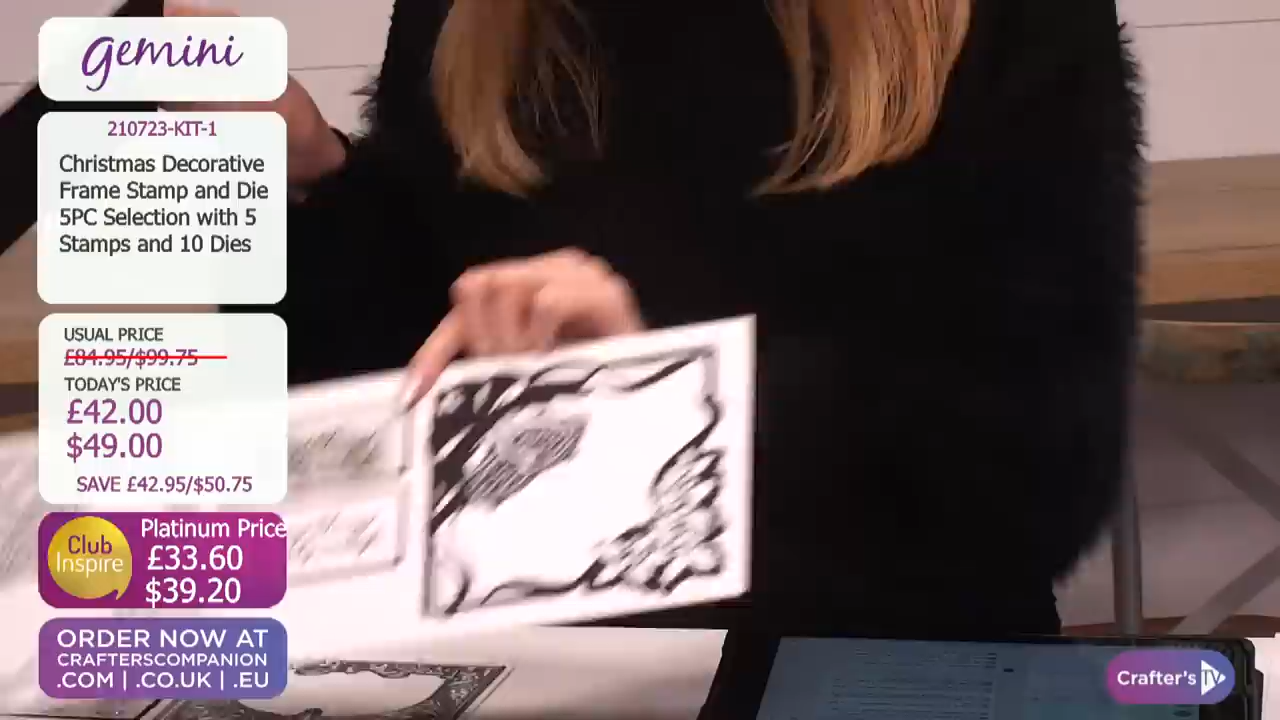 gemini
210723-KIT-1
Christmas Decorative
Frame Stamp and Die
5PC Selection with 5
Stamps and 10 Dies
USUAL PRICE
£84.95/$99.75
TODAY'S PRICE
£42.00
$49.00
SAVE £42.95/$50.75
Club
Inspire
Platinum Price
£33.60
$39.20
ORDER NOW AT
CRAFTERSCOMPANION
.COM | .CO.UK | .EU
Crafter's TV